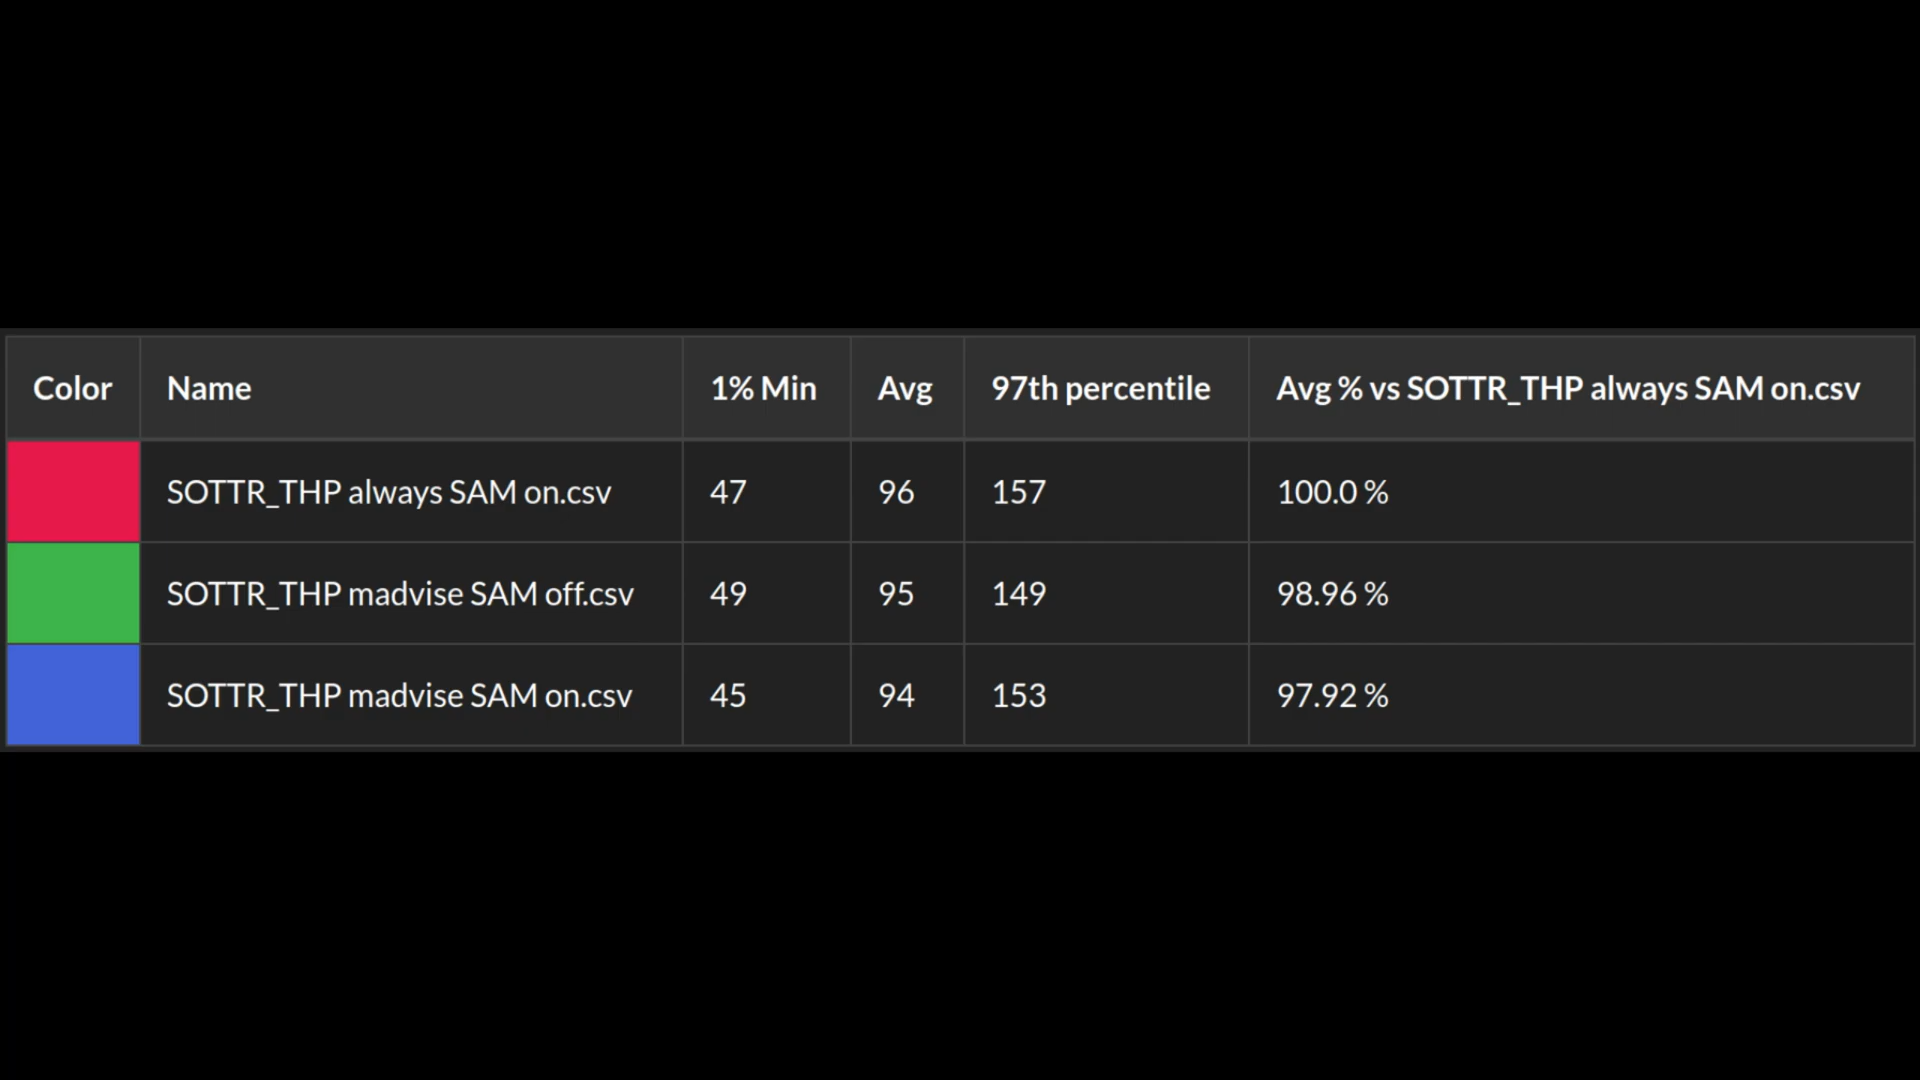 Color Name 1% Min Avg 97th percentile Avg % vs SOTTR_THP always SAM on.csv
SOTTR_THP always SAM on.csv 47 96 157 100.0 %
SOTTR_THP madvise SAM off.csv 49 95 149 98.96 %
SOTTR_THP madvise SAM on.csv 45 94 153 97.92 %